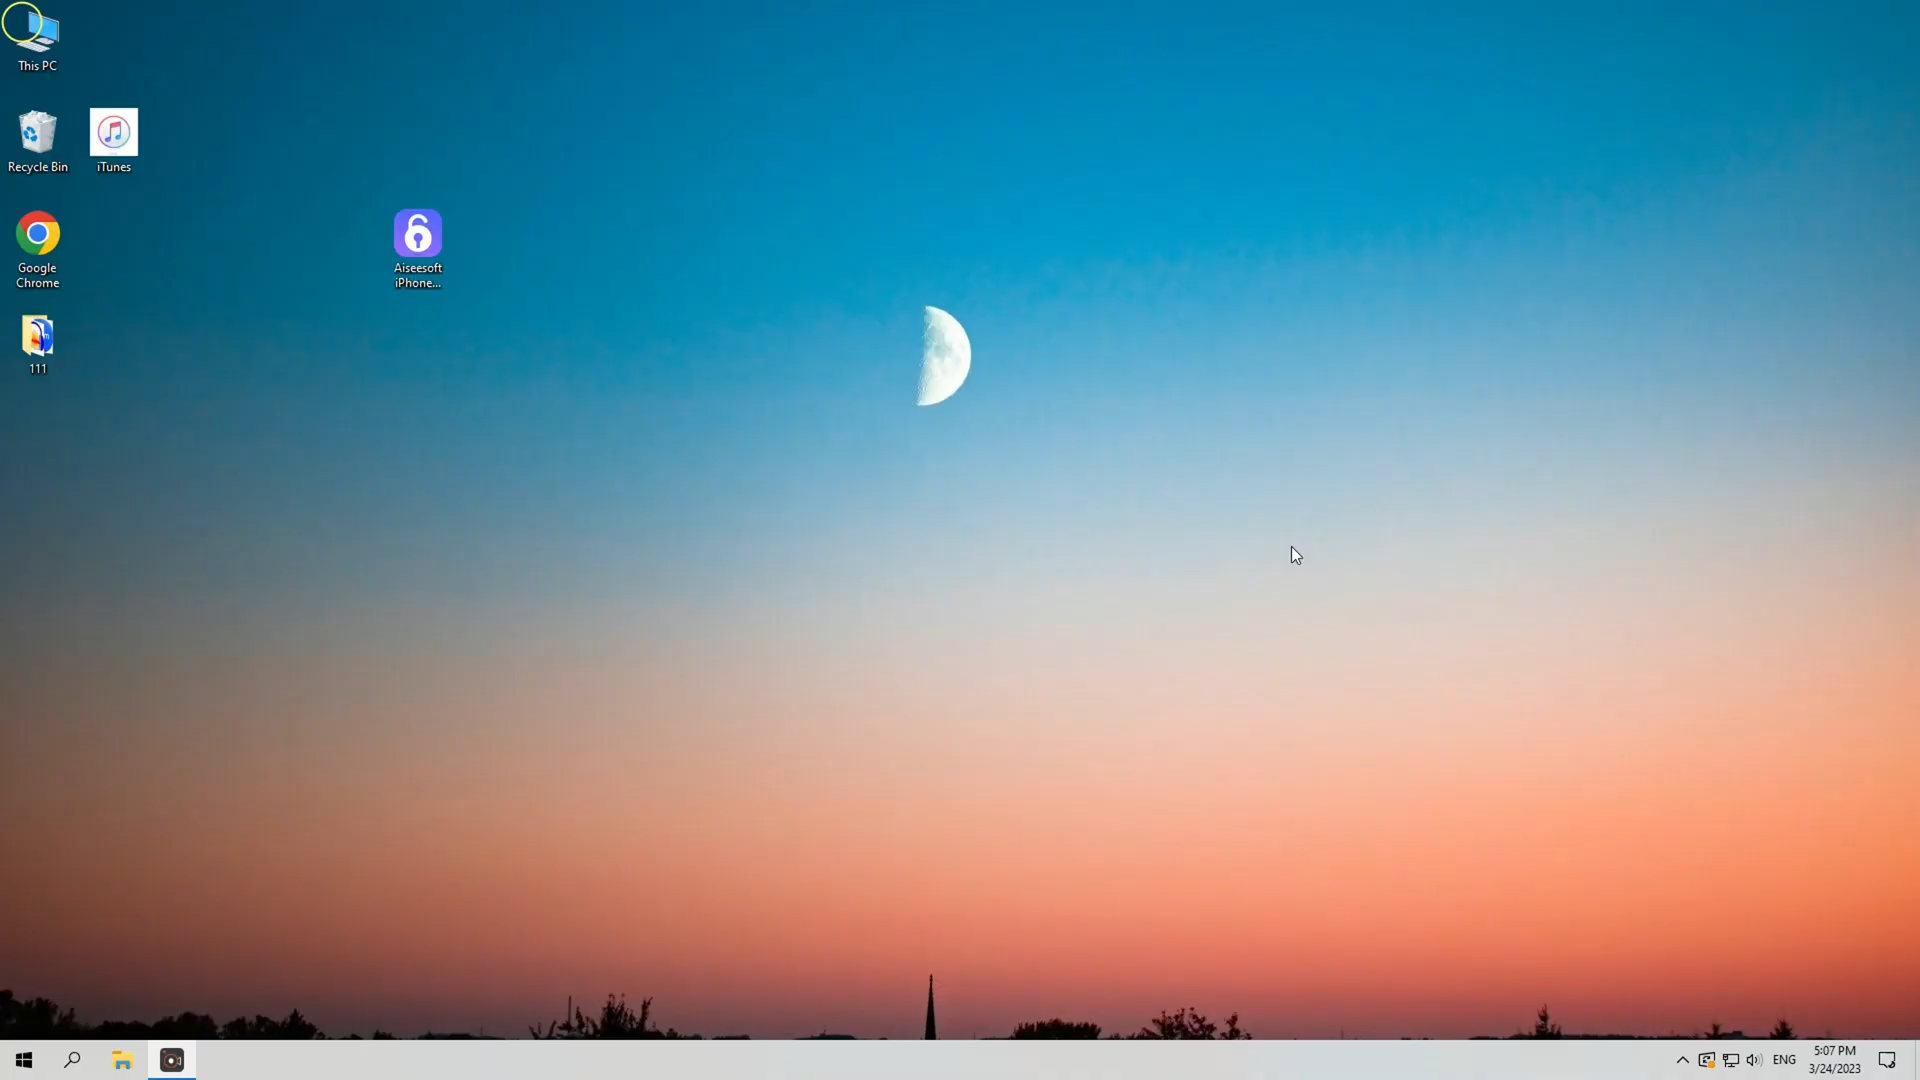 This PC
Recycle Bin
iTunes
Google
Chrome
Aiseesoft
iPhone...
111
ENG
5:07 PM
3/24/2023